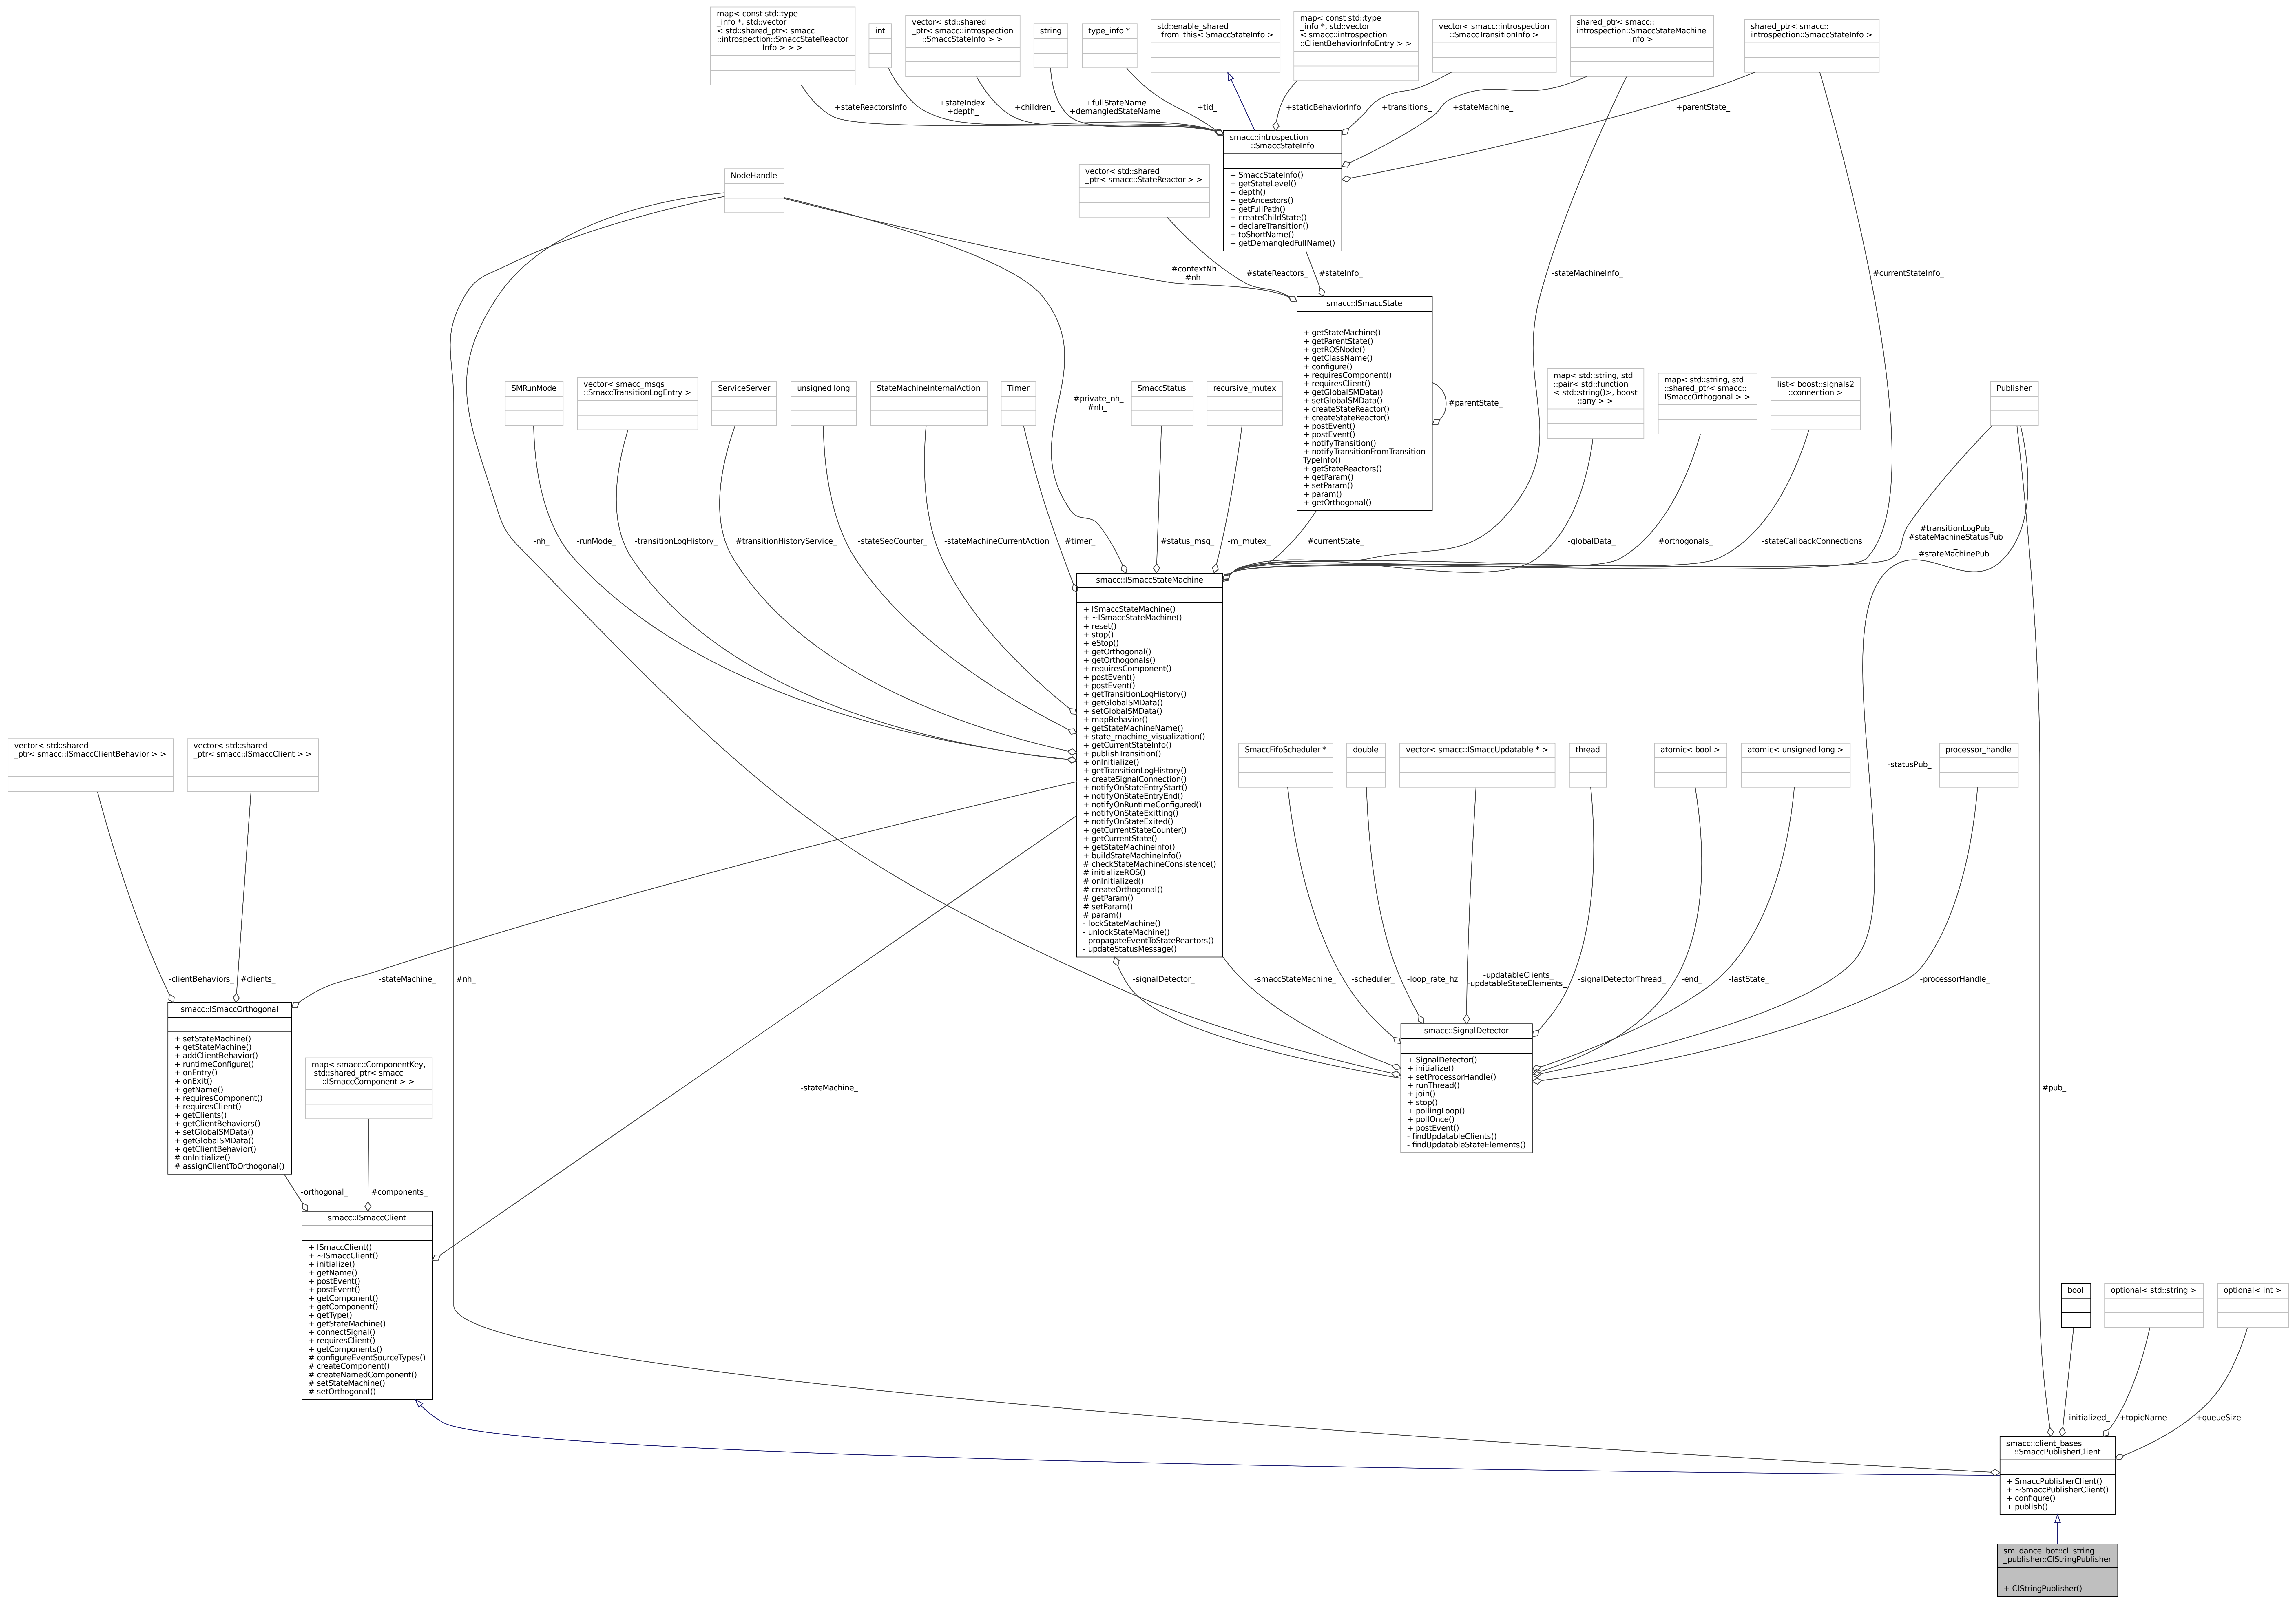 map< const std::type
_info *, std::vector
< std::shared_ptr< smacc
::introspection::SmaccStateReactor
Info > > >
int
vector< std::shared
_ptr< smacc::introspection
::SmaccStateInfo > >
string
type_info *
std::enable_shared
_from_this< SmaccStateInfo >
map< const std::type
_info *, std::vector
< smacc::introspection
::ClientBehaviorInfoEntry > >
vector< smacc::introspection
::SmaccTransitionInfo >
shared_ptr< smacc::
introspection::SmaccStateMachine
Info >
shared_ptr< smacc::
introspection::SmaccStateInfo >
+stateReactorsInfo
+stateIndex_
+depth_
+children_
+fullStateName
+demangledStateName
+tid_
+staticBehaviorInfo
+transitions_
+stateMachine_
+parentState_
smacc::introspection
::SmaccStateInfo
+ SmaccStateInfo()
+ getStateLevel()
+ depth()
+ getAncestors()
+ getFullPath()
+ createChildState()
+ declareTransition()
+ toShortName()
+ getDemangledFullName()
NodeHandle
vector< std::shared
_ptr< smacc::StateReactor > >
#contextNh
#nh
#stateReactors_
#stateInfo_
-stateMachineInfo_
#currentStateInfo_
smacc::ISmaccState
+ getStateMachine()
+ getParentState()
+ getROSNode()
+ getClassName()
+ configure()
+ requiresComponent()
+ requiresClient()
+ getGlobalSMData()
+ setGlobalSMData()
+ createStateReactor()
+ createStateReactor()
+ postEvent()
+ postEvent()
+ notifyTransition()
+ notifyTransitionFromTransition
TypeInfo()
+ getStateReactors()
+ getParam()
+ setParam()
+ param()
+ getOrthogonal()
#parentState_
SMRunMode
vector< smacc_msgs
::SmaccTransitionLogEntry >
ServiceServer
unsigned long
StateMachineInternalAction
Timer
#private_nh_
#nh_
SmaccStatus
recursive_mutex
map< std::string, std
::pair< std::function
< std::string()>, boost
::any > >
map< std::string, std
::shared_ptr< smacc::
ISmaccOrthogonal > >
list< boost::signals2
::connection >
Publisher
-nh_
-runMode_
-transitionLogHistory_
#transitionHistoryService_
-stateSeqCounter_
-stateMachineCurrentAction
#timer_
#status_msg_
-m_mutex_
#currentState_
-globalData_
#orthogonals_
-stateCallbackConnections
#transitionLogPub_
#stateMachineStatusPub
_
#stateMachinePub_
smacc::ISmaccStateMachine
+ ISmaccStateMachine()
+ ~ISmaccStateMachine()
+ reset()
+ stop()
+ eStop()
+ getOrthogonal()
+ getOrthogonals()
+ requiresComponent()
+ postEvent()
+ postEvent()
+ getTransitionLogHistory()
+ getGlobalSMData()
+ setGlobalSMData()
+ mapBehavior()
+ getStateMachineName()
+ state_machine_visualization()
+ getCurrentStateInfo()
+ publishTransition()
+ onInitialize()
+ getTransitionLogHistory()
+ createSignalConnection()
+ notifyOnStateEntryStart()
+ notifyOnStateEntryEnd()
+ notifyOnRuntimeConfigured()
+ notifyOnStateExitting()
+ notifyOnStateExited()
+ getCurrentStateCounter()
+ getCurrentState()
+ getStateMachineInfo()
+ buildStateMachineInfo()
# checkStateMachineConsistence()
# initializeROS()
# onInitialized()
# createOrthogonal()
# getParam()
# setParam()
# param()
- lockStateMachine()
- unlockStateMachine()
- propagateEventToStateReactors()
- updateStatusMessage()
vector< std::shared
_ptr< smacc::ISmaccClientBehavior > >
vector< std::shared
_ptr< smacc::ISmaccClient > >
SmaccFifoScheduler *
double
vector< smacc::ISmaccUpdatable * >
thread
atomic< bool >
atomic< unsigned long >
processor_handle
-statusPub_
-clientBehaviors_
#clients_
-stateMachine_
#nh_
-signalDetector_
-smaccStateMachine_
-scheduler_
-loop_rate_hz
-updatableClients_
-updatableStateElements_
-signalDetectorThread_
-end_
-lastState_
-processorHandle_
smacc::ISmaccOrthogonal
+ setStateMachine()
+ getStateMachine()
+ addClientBehavior()
+ runtimeConfigure()
+ onEntry()
+ onExit()
+ getName()
+ requiresComponent()
+ requiresClient()
+ getClients()
+ getClientBehaviors()
+ setGlobalSMData()
+ getGlobalSMData()
+ getClientBehavior()
# onInitialize()
# assignClientToOrthogonal()
map< smacc::ComponentKey,
std::shared_ptr< smacc
::ISmaccComponent > >
-stateMachine_
smacc::SignalDetector
+ SignalDetector()
+ initialize()
+ setProcessorHandle()
+ runThread()
+ join()
+ stop()
+ pollingLoop()
+ pollOnce()
+ postEvent()
- findUpdatableClients()
- findUpdatableStateElements()
#pub_
-orthogonal_
#components_
smacc::ISmaccClient
+ ISmaccClient()
+ ~ISmaccClient()
+ initialize()
+ getName()
+ postEvent()
+ postEvent()
+ getComponent()
+ getComponent()
+ getType()
+ getStateMachine()
+ connectSignal()
+ requiresClient()
+ getComponents()
# configureEventSourceTypes()
# createComponent()
# createNamedComponent()
# setStateMachine()
# setOrthogonal()
bool
optional< std::string >
optional< int >
-initialized_
+topicName
+queueSize
smacc::client_bases
::SmaccPublisherClient
+ SmaccPublisherClient()
+ ~SmaccPublisherClient()
+ configure()
+ publish()
sm_dance_bot::cl_string
_publisher::ClStringPublisher
+ ClStringPublisher()